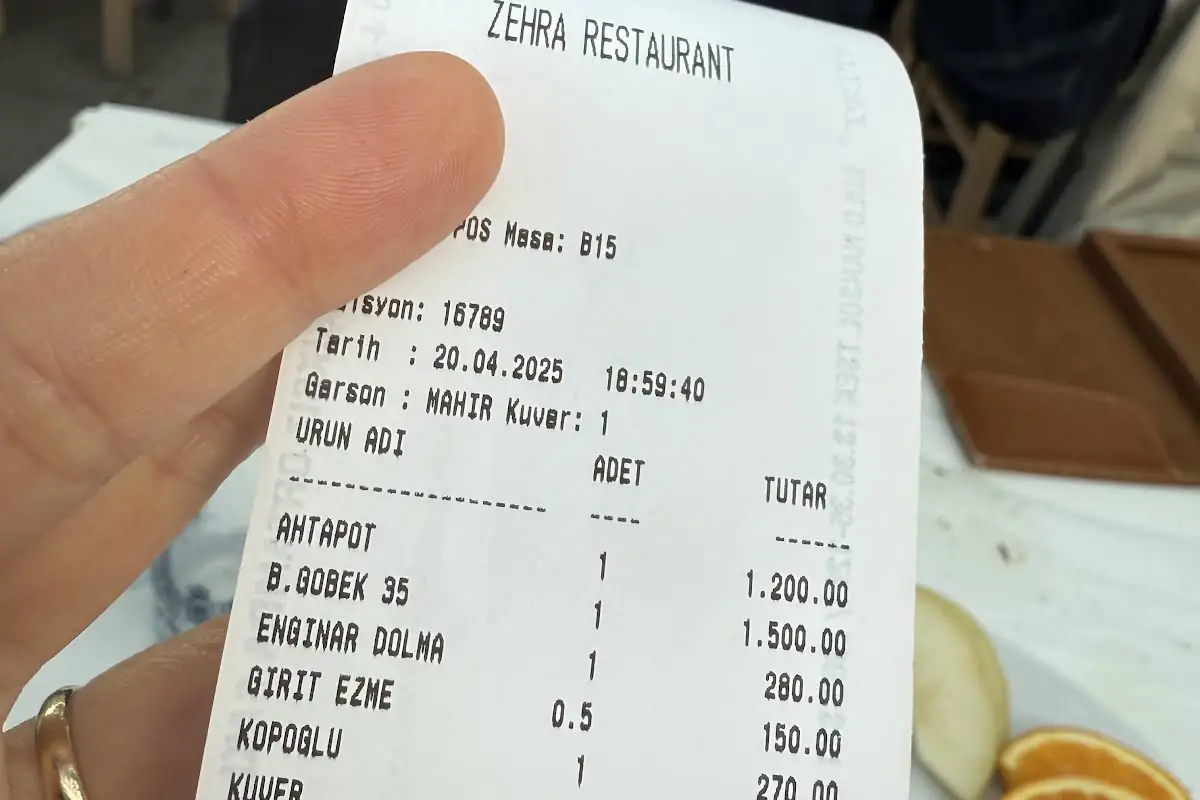 ZEHRA RESTAURANT
POS Masa: B15
isyon: 16789
Tarih : 20.04.2025 18:59:40
Garson : MAHIR Kuver: 1
URUN ADI ADET TUTAR
----------------- ---- ------
AHTAPOT 1 1.200.00
B.GOBEK 35 1 1.500.00
ENGINAR DOLMA 1 280.00
GIRIT EZME 0.5 150.00
KOPOGLU 1 270.00
KUVER